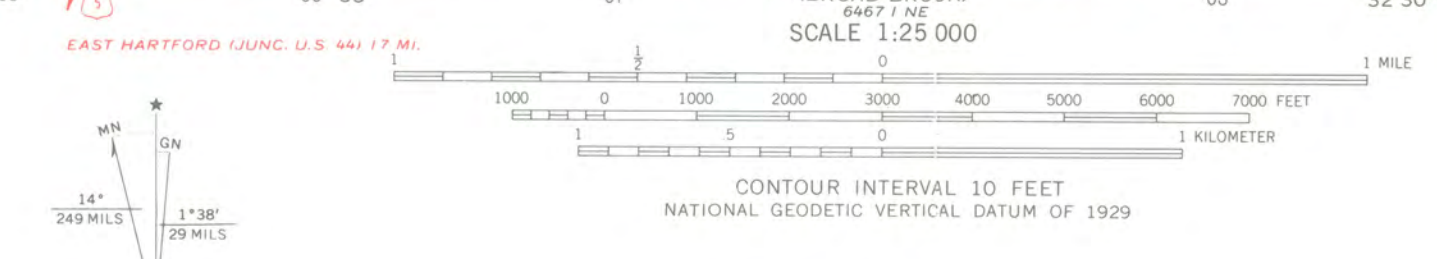 5
EAST HARTFORD (JUNC. U.S. 44) 17 MI.
6467 I NE
SCALE 1:25 000
1 ½ 0 1 MILE
1000 0 1000 2000 3000 4000 5000 6000 7000 FEET
1 .5 0 1 KILOMETER
CONTOUR INTERVAL 10 FEET
NATIONAL GEODETIC VERTICAL DATUM OF 1929
★
MN
GN
14°
249 MILS
1°38'
29 MILS